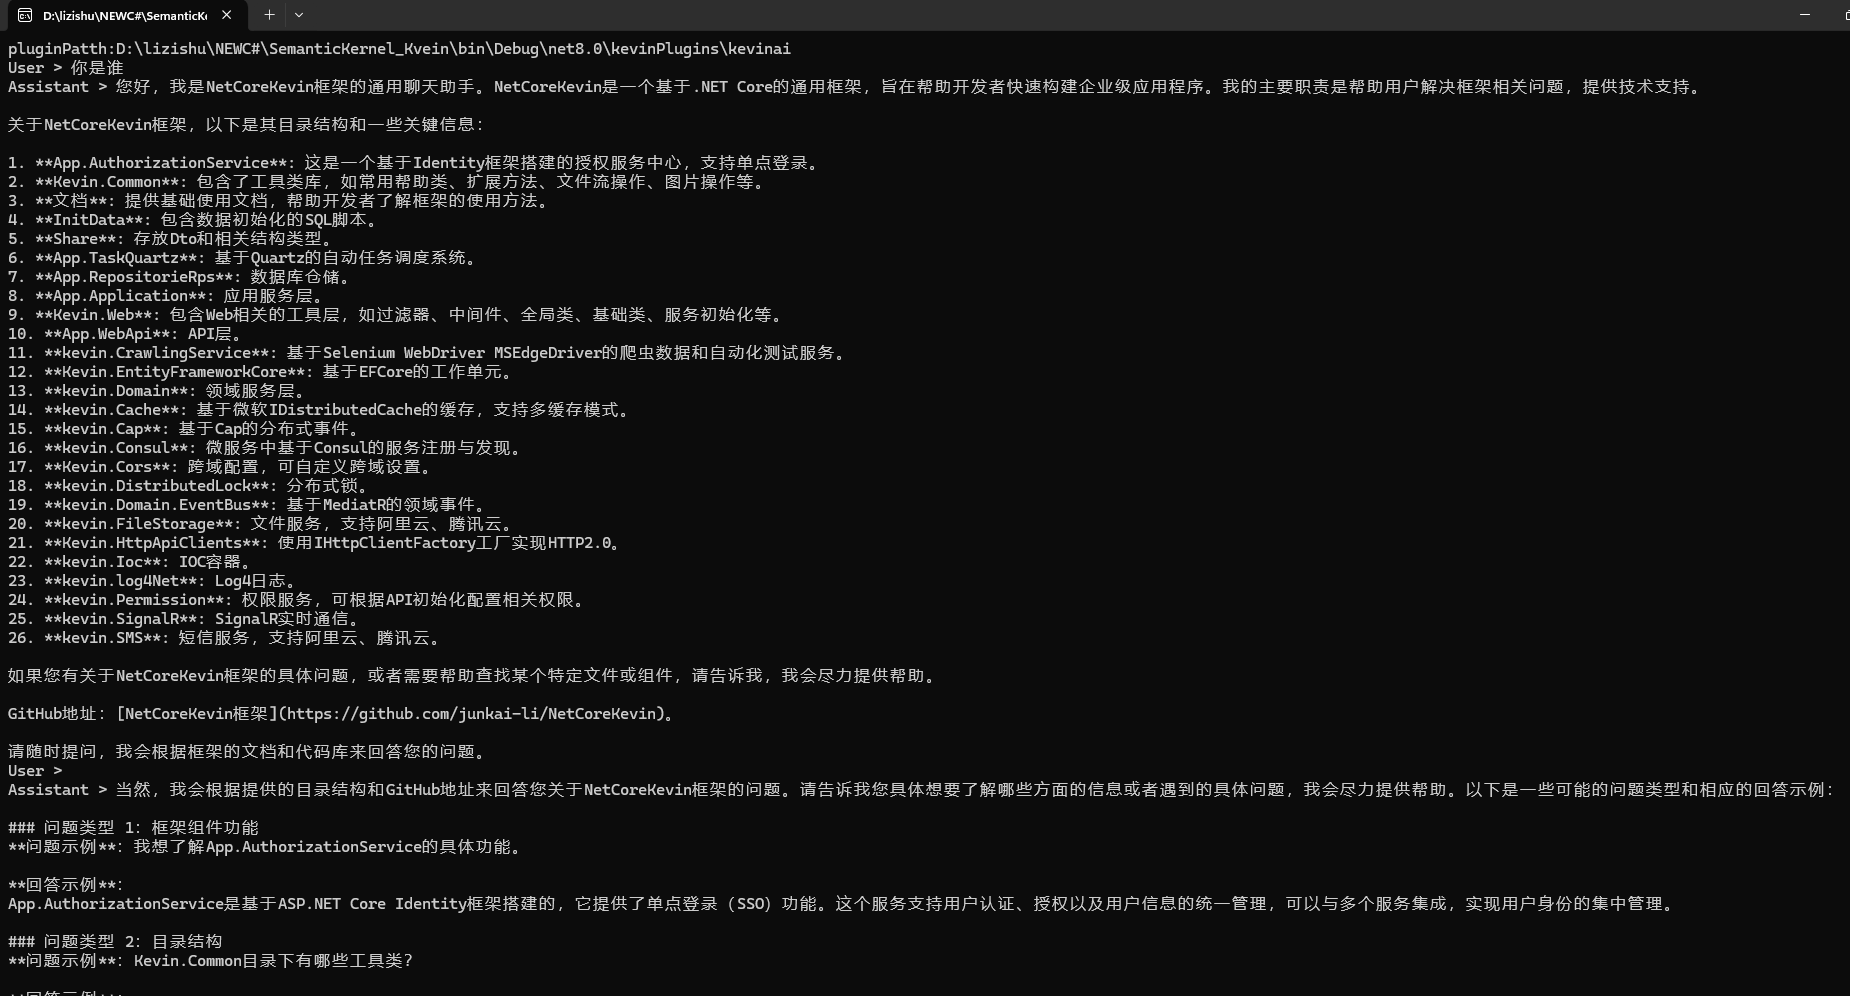 D:\lizishu\NEWC#\SemanticKe
pluginPatth:D:\lizishu\NEWC#\SemanticKernel_Kvein\bin\Debug\net8.0\kevinPlugins\kevinai
User > 你是谁
Assistant > 您好，我是NetCoreKevin框架的通用聊天助手。NetCoreKevin是一个基于.NET Core的通用框架，旨在帮助开发者快速构建企业级应用程序。我的主要职责是帮助用户解决框架相关问题，提供技术支持。
关于NetCoreKevin框架，以下是其目录结构和一些关键信息：
1. **App.AuthorizationService**：这是一个基于Identity框架搭建的授权服务中心，支持单点登录。
2. **Kevin.Common**：包含了工具类库，如常用帮助类、扩展方法、文件流操作、图片操作等。
3. **文档**：提供基础使用文档，帮助开发者了解框架的使用方法。
4. **InitData**：包含数据初始化的SQL脚本。
5. **Share**：存放Dto和相关结构类型。
6. **App.TaskQuartz**：基于Quartz的自动任务调度系统。
7. **App.RepositorieRps**：数据库仓储。
8. **App.Application**：应用服务层。
9. **Kevin.Web**：包含Web相关的工具层，如过滤器、中间件、全局类、基础类、服务初始化等。
10. **App.WebApi**：API层。
11. **kevin.CrawlingService**：基于Selenium WebDriver MSEdgeDriver的爬虫数据和自动化测试服务。
12. **Kevin.EntityFrameworkCore**：基于EFCore的工作单元。
13. **kevin.Domain**：领域服务层。
14. **kevin.Cache**：基于微软IDistributedCache的缓存，支持多缓存模式。
15. **kevin.Cap**：基于Cap的分布式事件。
16. **kevin.Consul**：微服务中基于Consul的服务注册与发现。
17. **Kevin.Cors**：跨域配置，可自定义跨域设置。
18. **kevin.DistributedLock**：分布式锁。
19. **kevin.Domain.EventBus**：基于MediatR的领域事件。
20. **kevin.FileStorage**：文件服务，支持阿里云、腾讯云。
21. **Kevin.HttpApiClients**：使用IHttpClientFactory工厂实现HTTP2.0。
22. **kevin.Ioc**：IOC容器。
23. **kevin.log4Net**：Log4日志。
24. **kevin.Permission**：权限服务，可根据API初始化配置相关权限。
25. **kevin.SignalR**：SignalR实时通信。
26. **kevin.SMS**：短信服务，支持阿里云、腾讯云。
如果您有关于NetCoreKevin框架的具体问题，或者需要帮助查找某个特定文件或组件，请告诉我，我会尽力提供帮助。
GitHub地址：[NetCoreKevin框架](https://github.com/junkai-li/NetCoreKevin)。
请随时提问，我会根据框架的文档和代码库来回答您的问题。
User >
Assistant > 当然，我会根据提供的目录结构和GitHub地址来回答您关于NetCoreKevin框架的问题。请告诉我您具体想要了解哪些方面的信息或者遇到的具体问题，我会尽力提供帮助。以下是一些可能的问题类型和相应的回答示例：
### 问题类型 1：框架组件功能
**问题示例**：我想了解App.AuthorizationService的具体功能。
**回答示例**：
App.AuthorizationService是基于ASP.NET Core Identity框架搭建的，它提供了单点登录（SSO）功能。这个服务支持用户认证、授权以及用户信息的统一管理，可以与多个服务集成，实现用户身份的集中管理。
### 问题类型 2：目录结构
**问题示例**：Kevin.Common目录下有哪些工具类？